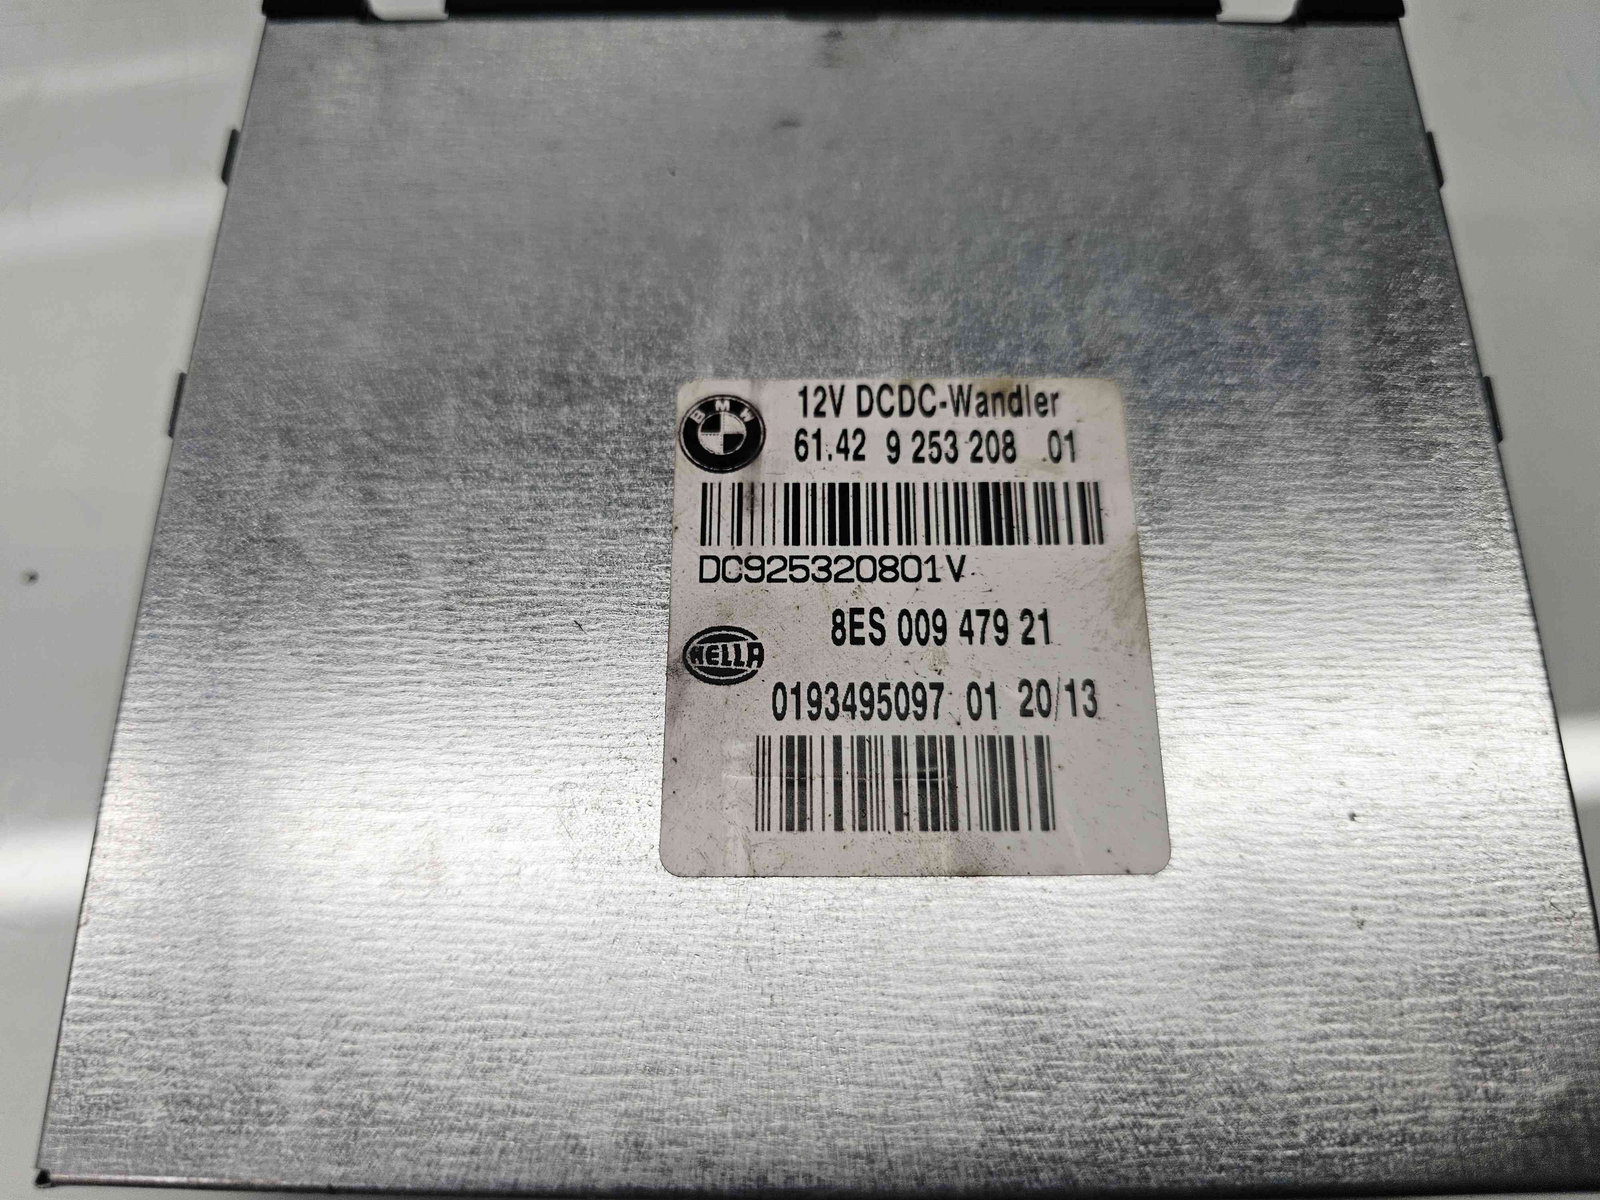 BMW
12V DCDC-Wandler
61.42 9 253 208 01
DC925320801V
8ES 009 479 21
HELLA
0193495097 01 20/13